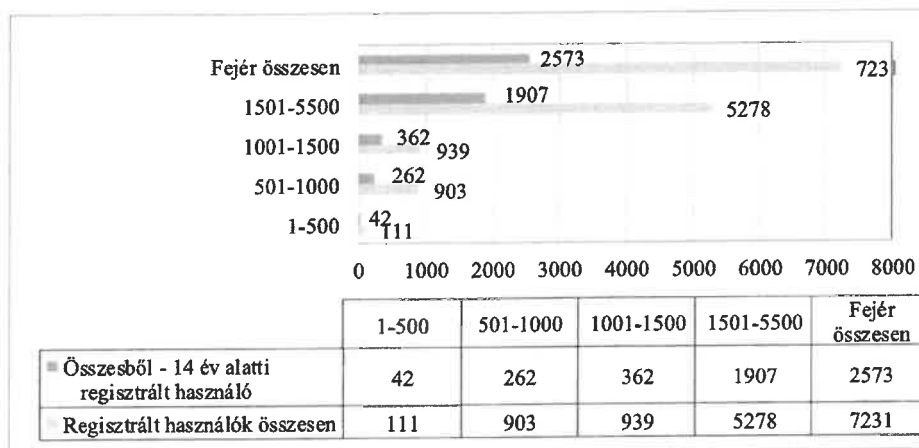 Fejér összesen 2573 723
1501-5500 1907 5278
1001-1500 362 939
501-1000 262 903
1-500 42 111
0 1000 2000 3000 4000 5000 6000 7000 8000
1-500 501-1000 1001-1500 1501-5500 Fejér összesen
Összesből - 14 év alatti regisztrált használó 42 262 362 1907 2573
Regisztrált használók összesen 111 903 939 5278 7231